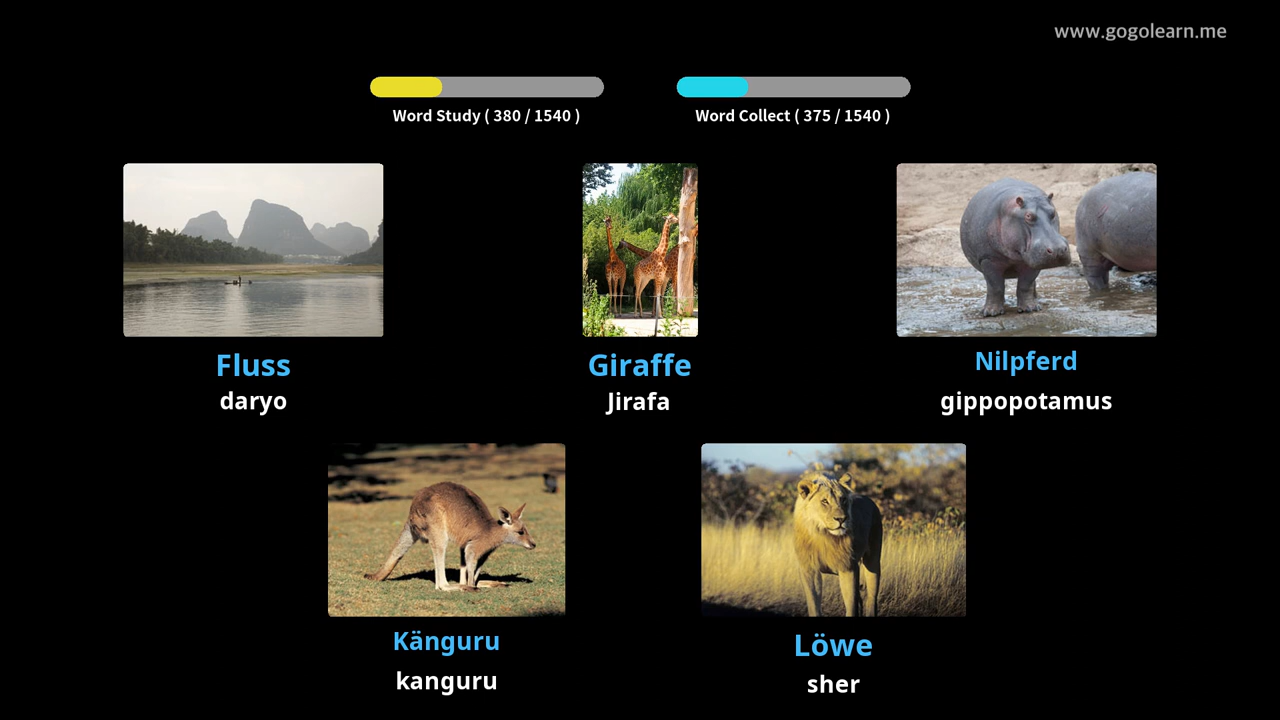 www.gogolearn.me
Word Study ( 380 / 1540 )
Word Collect ( 375 / 1540 )
Fluss
daryo
Giraffe
Jirafa
Nilpferd
gippopotamus
Känguru
kanguru
Löwe
sher